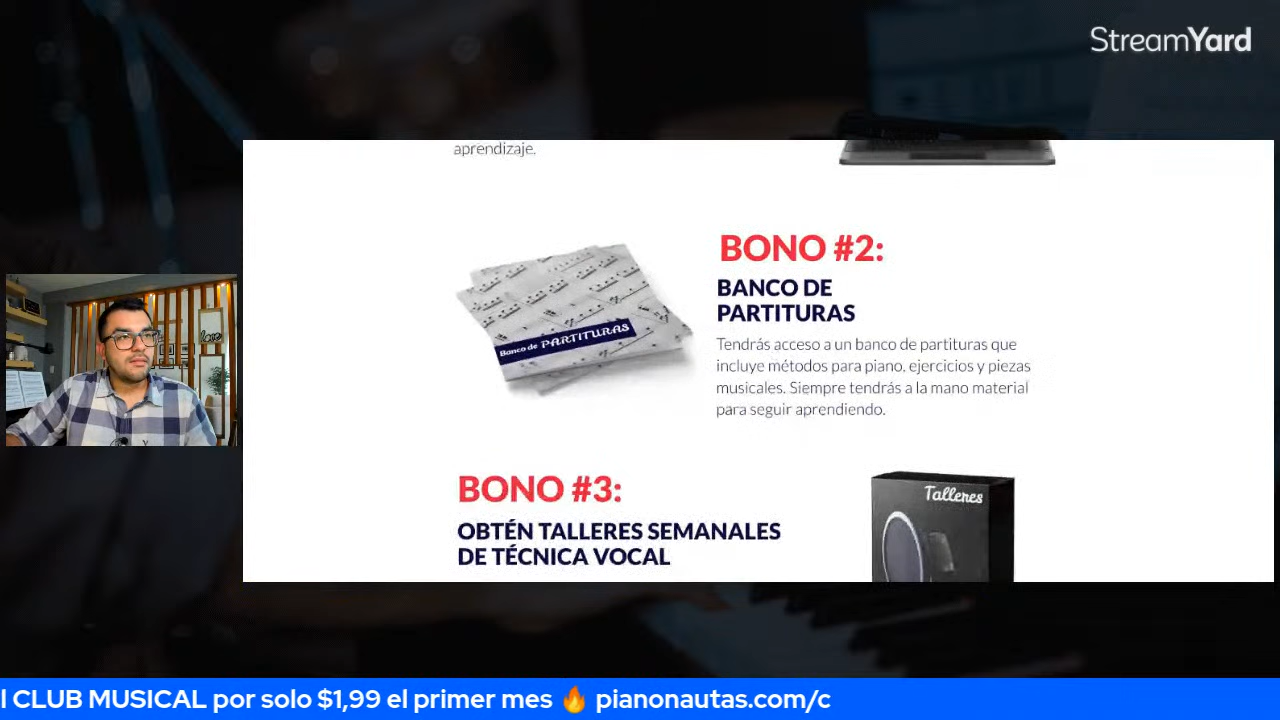 StreamYard
aprendizaje.
BONO #2:
BANCO DE
PARTITURAS
Tendrás acceso a un banco de partituras que
incluye métodos para piano, ejercicios y piezas
musicales. Siempre tendrás a la mano material
para seguir aprendiendo.
Banco de PARTITURAS
BONO #3:
OBTÉN TALLERES SEMANALES
DE TÉCNICA VOCAL
Talleres
l CLUB MUSICAL por solo $1,99 el primer mes 🔥 pianonautas.com/c